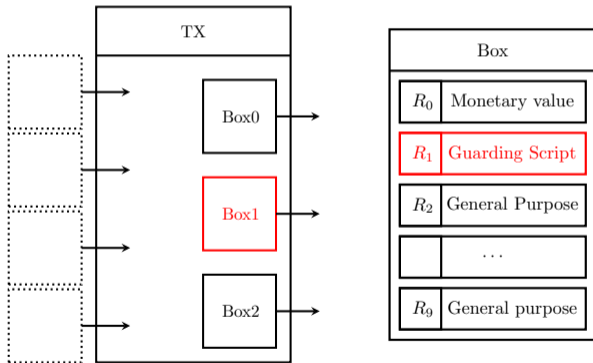 TX
Box0
Box1
Box2
Box
R0 Monetary value
R1 Guarding Script
R2 General Purpose
...
R9 General purpose